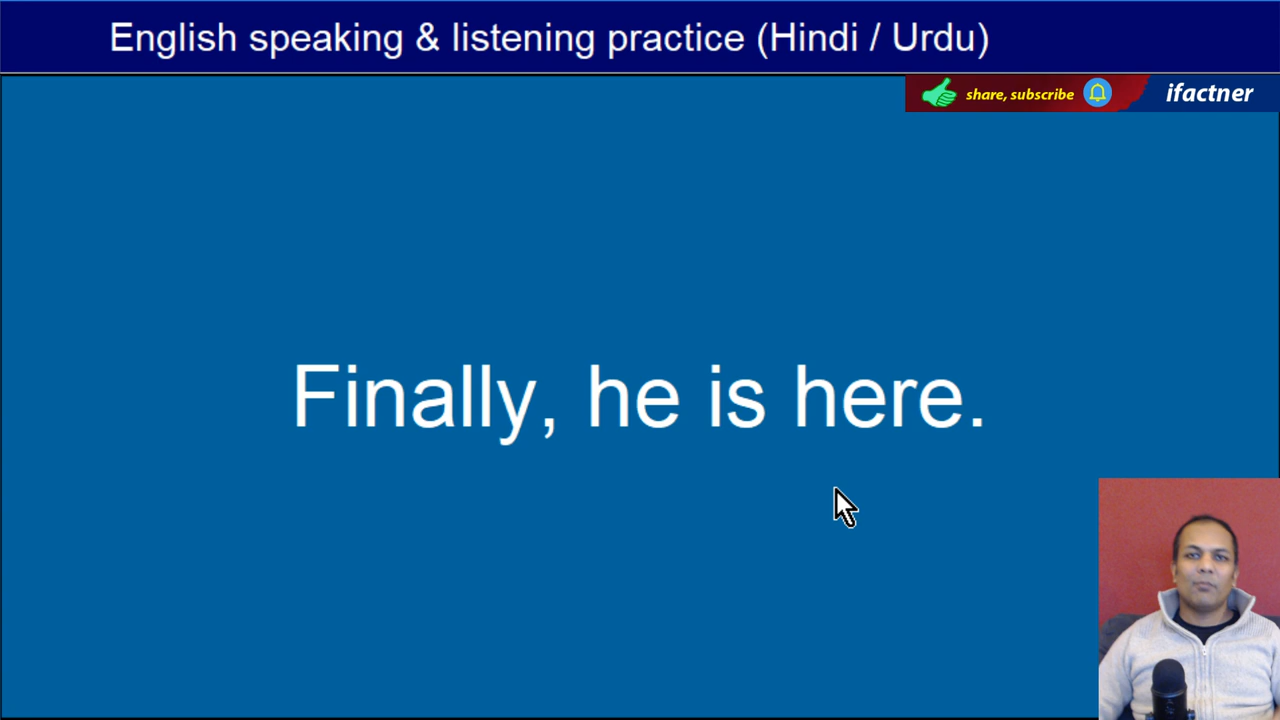 English speaking & listening practice (Hindi / Urdu)
share, subscribe
ifactner
Finally, he is here.